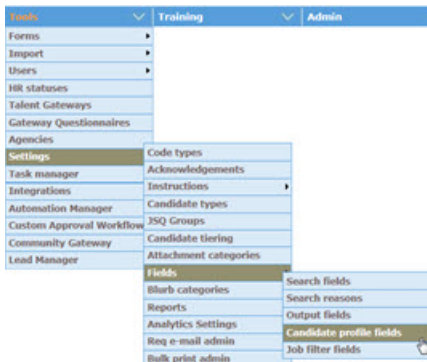 Tools
Training
Admin
Forms
Import
Users
HR statuses
Talent Gateways
Gateway Questionnaires
Agencies
Settings
Task manager
Integrations
Automation Manager
Custom Approval Workflow
Community Gateway
Lead Manager
Code types
Acknowledgements
Instructions
Candidate types
JSQ Groups
Candidate tiering
Attachment categories
Fields
Blurb categories
Reports
Analytics Settings
Req e-mail admin
Bulk print admin
Search fields
Search reasons
Output fields
Candidate profile fields
Job filter fields